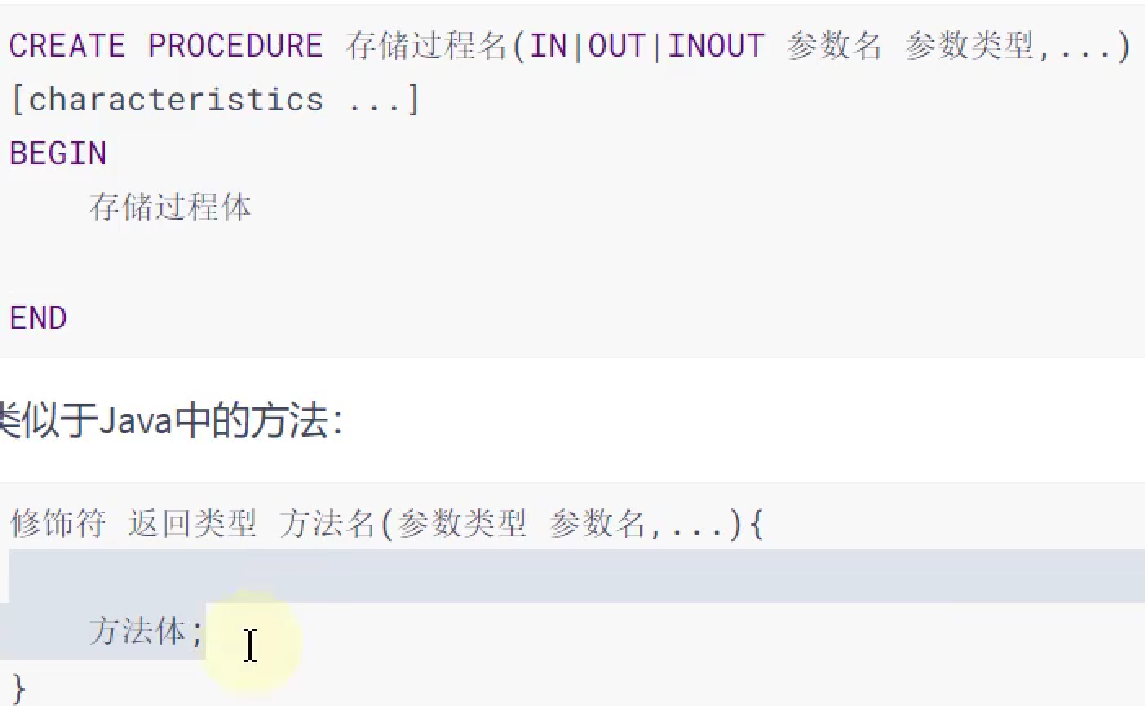 CREATE PROCEDURE 存储过程名(IN|OUT|INOUT 参数名 参数类型,...)
[characteristics ...]
BEGIN
存储过程体
END
类似于Java中的方法：
修饰符 返回类型 方法名(参数类型 参数名,...){
方法体;
}